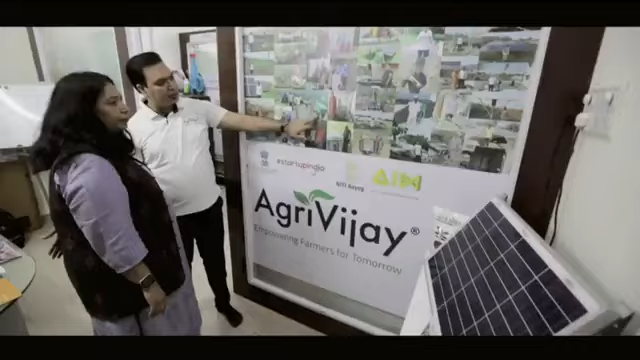 #startupindia
NITI Aayog
AIM
AgriVijay®
Empowering Farmers for Tomorrow